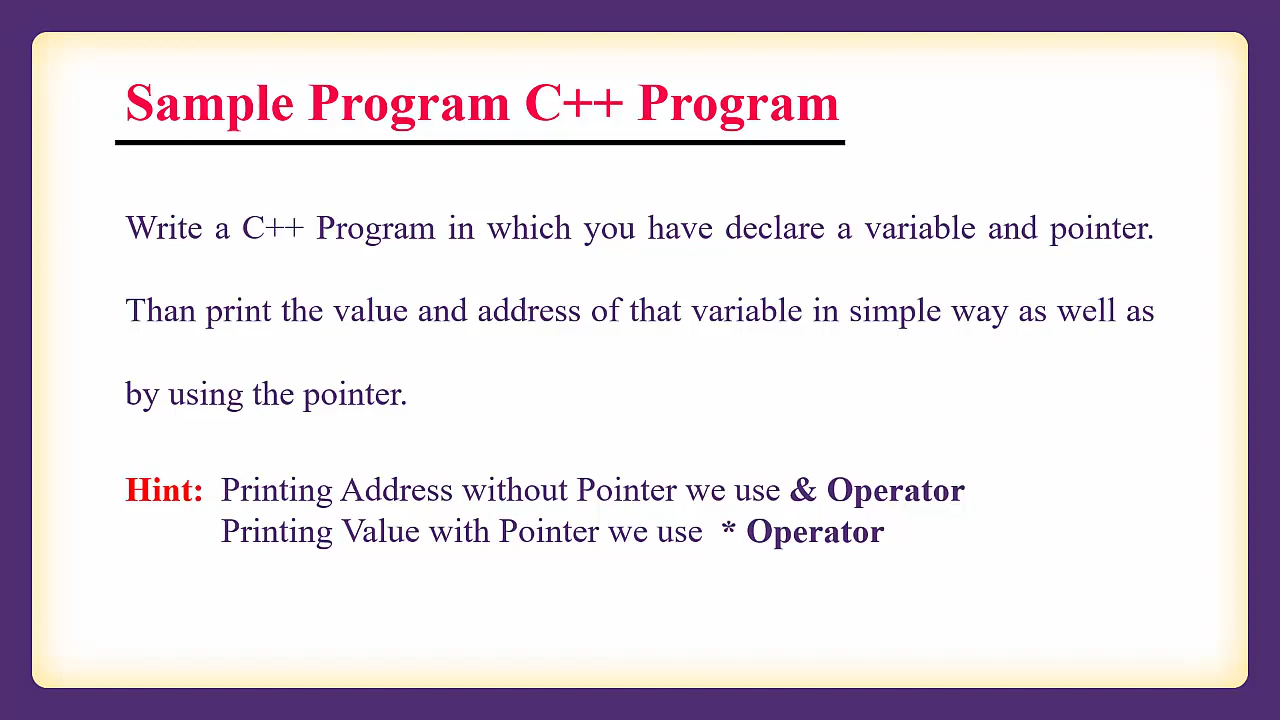 Sample Program C++ Program
Write a C++ Program in which you have declare a variable and pointer.
Than print the value and address of that variable in simple way as well as
by using the pointer.
Hint: Printing Address without Pointer we use & Operator
Printing Value with Pointer we use * Operator